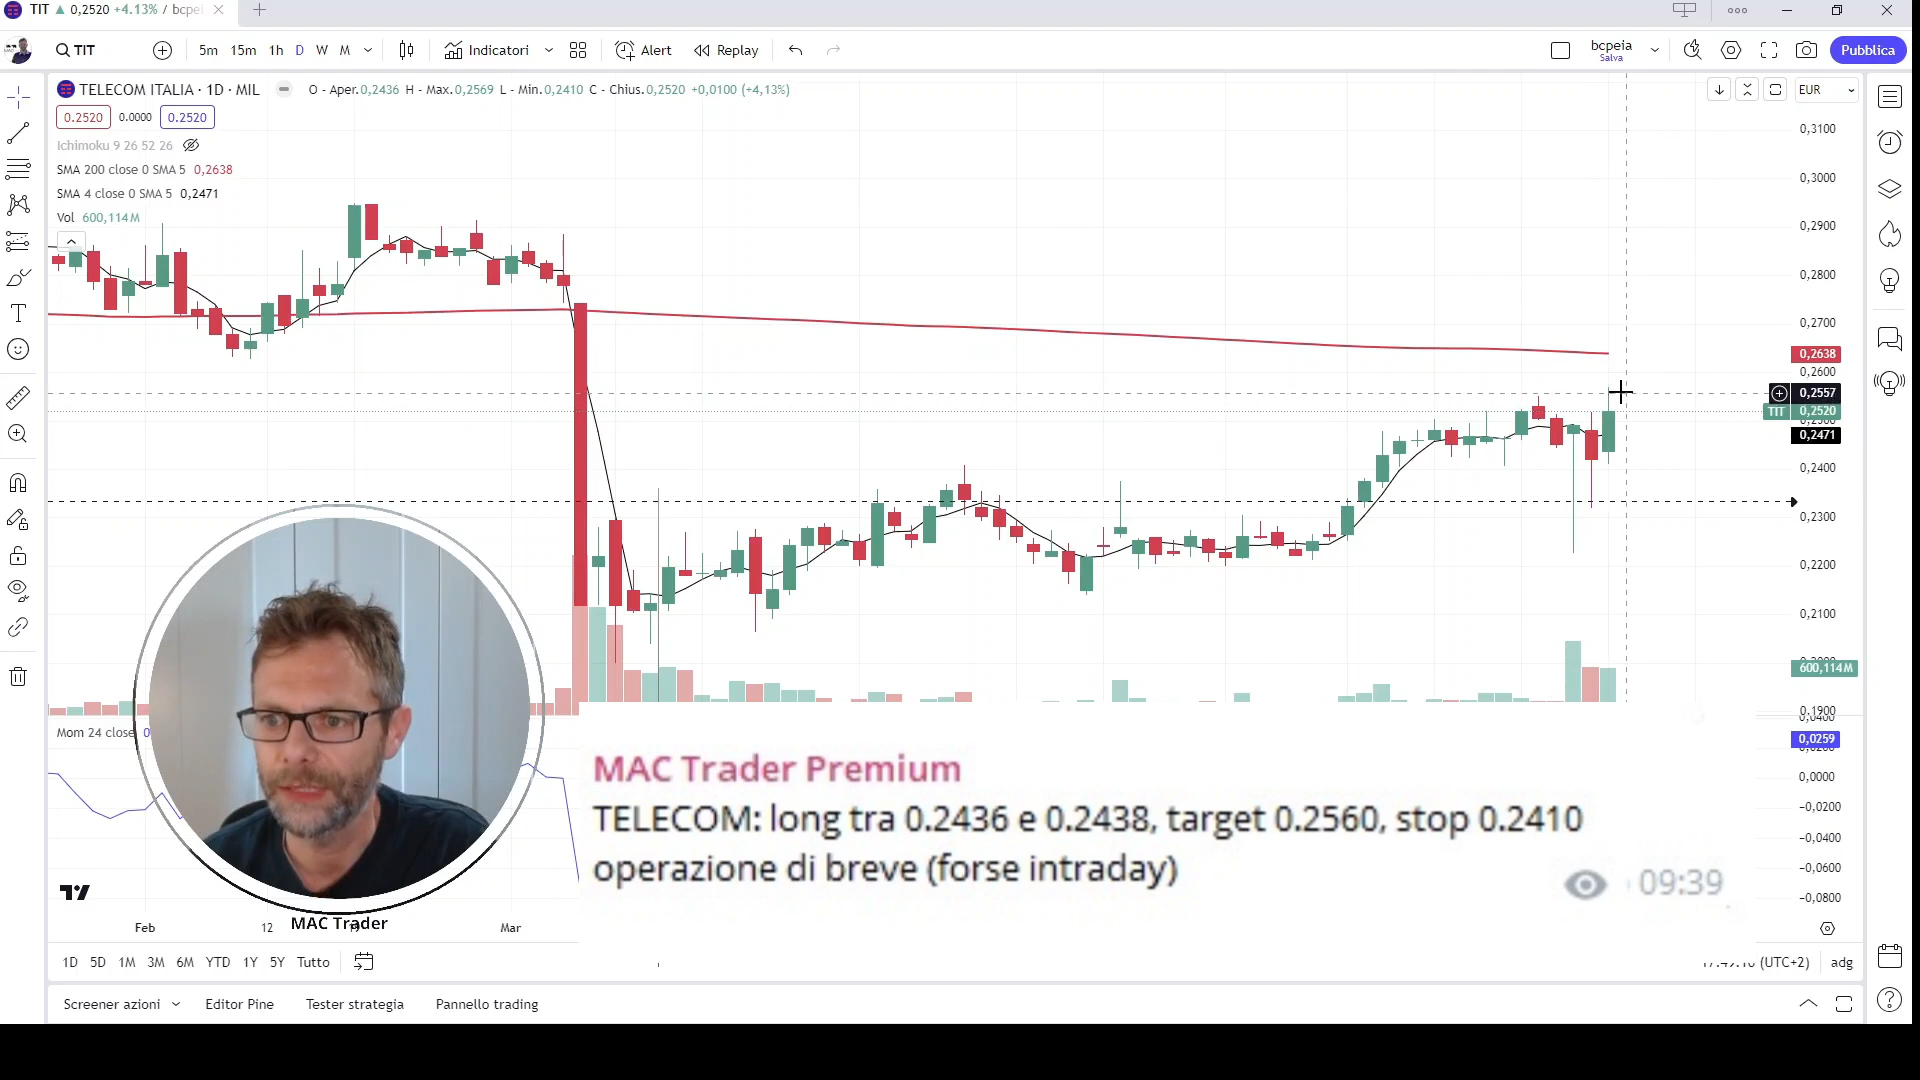 TIT ▲ 0,2520 +4.13% / bcpei
TIT 5m 15m 1h D W M Indicatori Alert Replay bcpeia Salva Pubblica
TELECOM ITALIA · 1D · MIL O - Aper.0,2436 H - Max.0,2569 L - Min.0,2410 C - Chius.0,2520 +0,0100 (+4,13%) EUR
0.2520 0.0000 0.2520
Ichimoku 9 26 52 26
SMA 200 close 0 SMA 5 0,2638
SMA 4 close 0 SMA 5 0,2471
Vol 600,114M
0,3100
0,3000
0,2900
0,2800
0,2700
0,2638
0,2600
0,2557
TIT 0,2520
0,2471
0,2400
0,2300
0,2200
0,2100
600,114M
0,1900
Mom 24 close
0,0259
0,0000
−0,0200
−0,0400
−0,0600
−0,0800
MAC Trader Premium
TELECOM: long tra 0.2436 e 0.2438, target 0.2560, stop 0.2410
operazione di breve (forse intraday)
09:39
MAC Trader
Feb 12 Mar
1D 5D 1M 3M 6M YTD 1Y 5Y Tutto (UTC+2) adg
Screener azioni Editor Pine Tester strategia Pannello trading